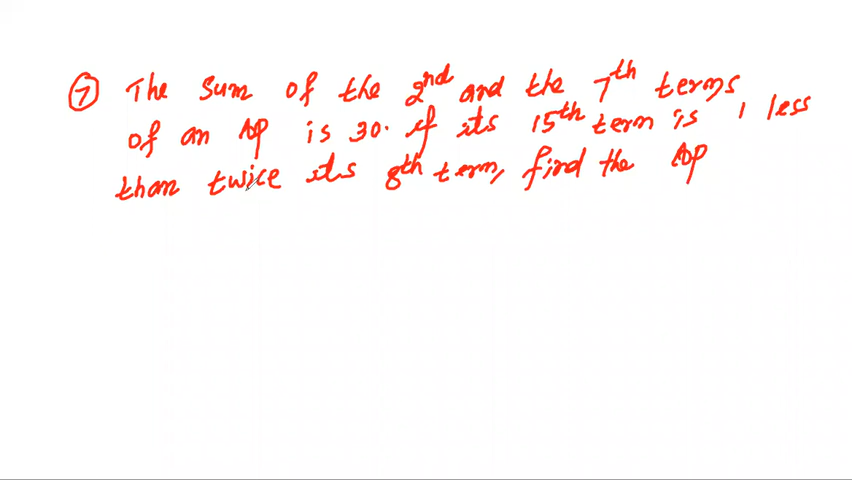 7 The sum of the 2nd and the 7th terms
of an AP is 30. if its 15th term is 1 less
than twice its 8th term, find the AP